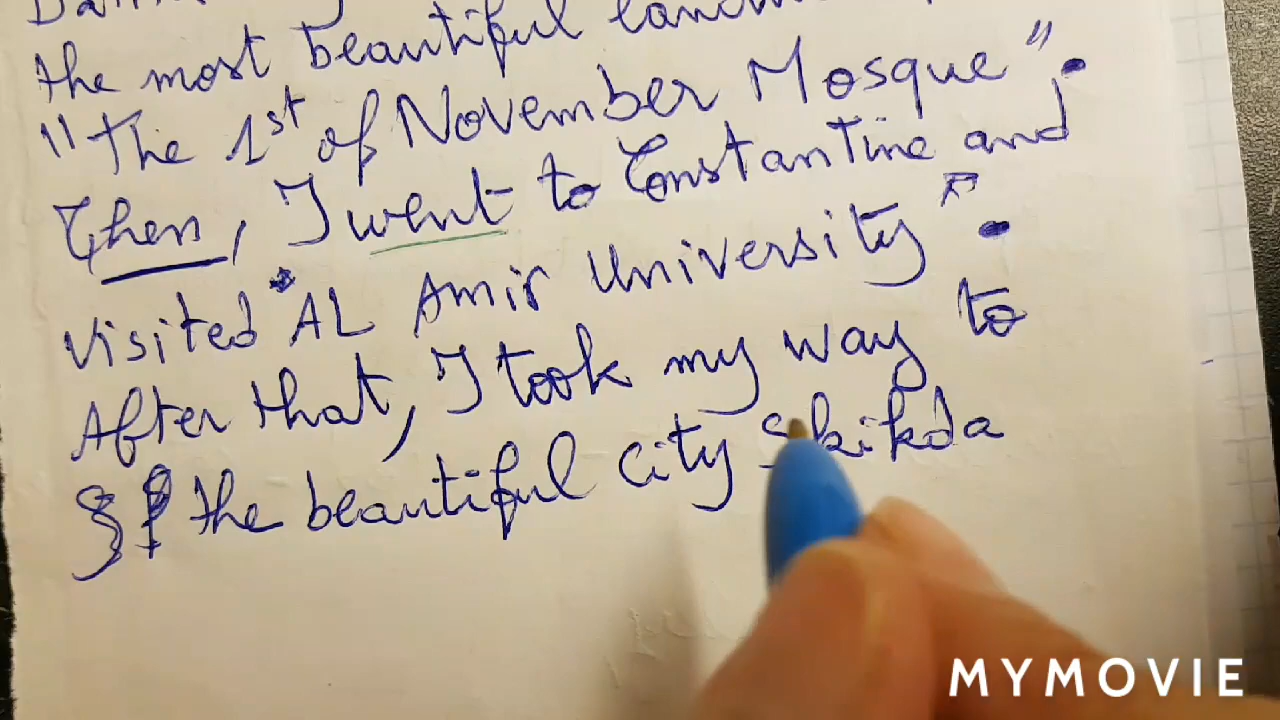 the most beautiful
"The 1st of November Mosque".
Then, I went to Constantine and
visited "AL Amir University".
After that, I took my way to
the beautiful city Skikda
MYMOVIE